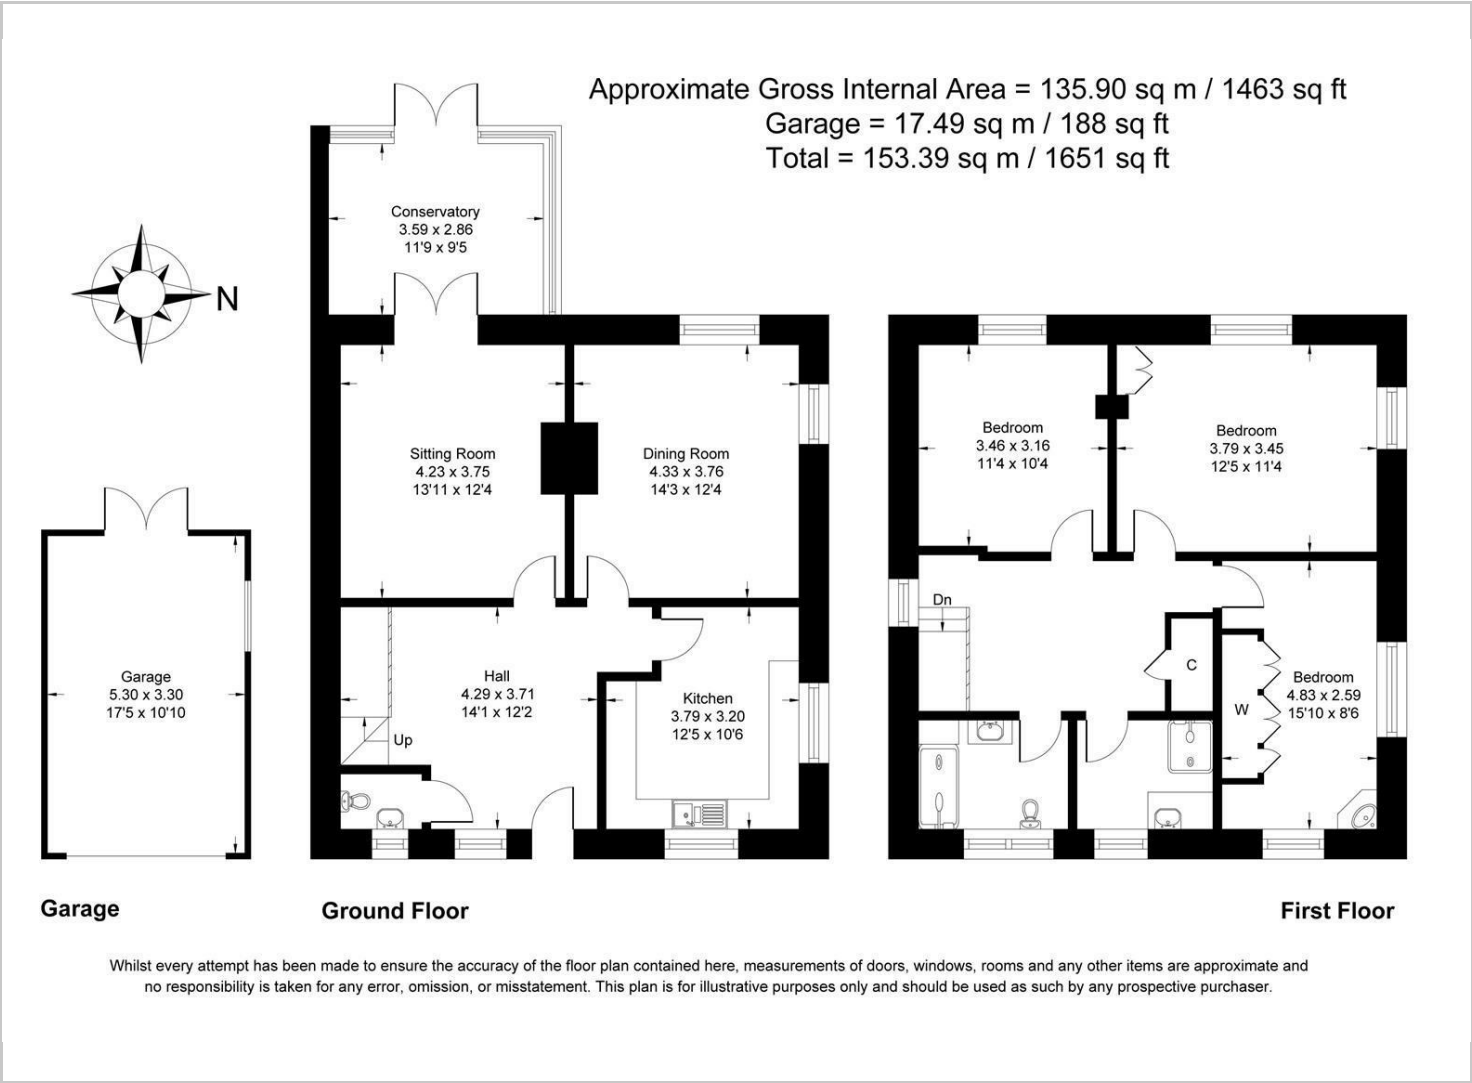 Approximate Gross Internal Area = 135.90 sq m / 1463 sq ft
Garage = 17.49 sq m / 188 sq ft
Total = 153.39 sq m / 1651 sq ft
N
Conservatory
3.59 x 2.86
11'9 x 9'5
Sitting Room
4.23 x 3.75
13'11 x 12'4
Dining Room
4.33 x 3.76
14'3 x 12'4
Bedroom
3.46 x 3.16
11'4 x 10'4
Bedroom
3.79 x 3.45
12'5 x 11'4
Garage
5.30 x 3.30
17'5 x 10'10
Hall
4.29 x 3.71
14'1 x 12'2
Up
Kitchen
3.79 x 3.20
12'5 x 10'6
Dn
C
W
Bedroom
4.83 x 2.59
15'10 x 8'6
Garage
Ground Floor
First Floor
Whilst every attempt has been made to ensure the accuracy of the floor plan contained here, measurements of doors, windows, rooms and any other items are approximate and
no responsibility is taken for any error, omission, or misstatement. This plan is for illustrative purposes only and should be used as such by any prospective purchaser.